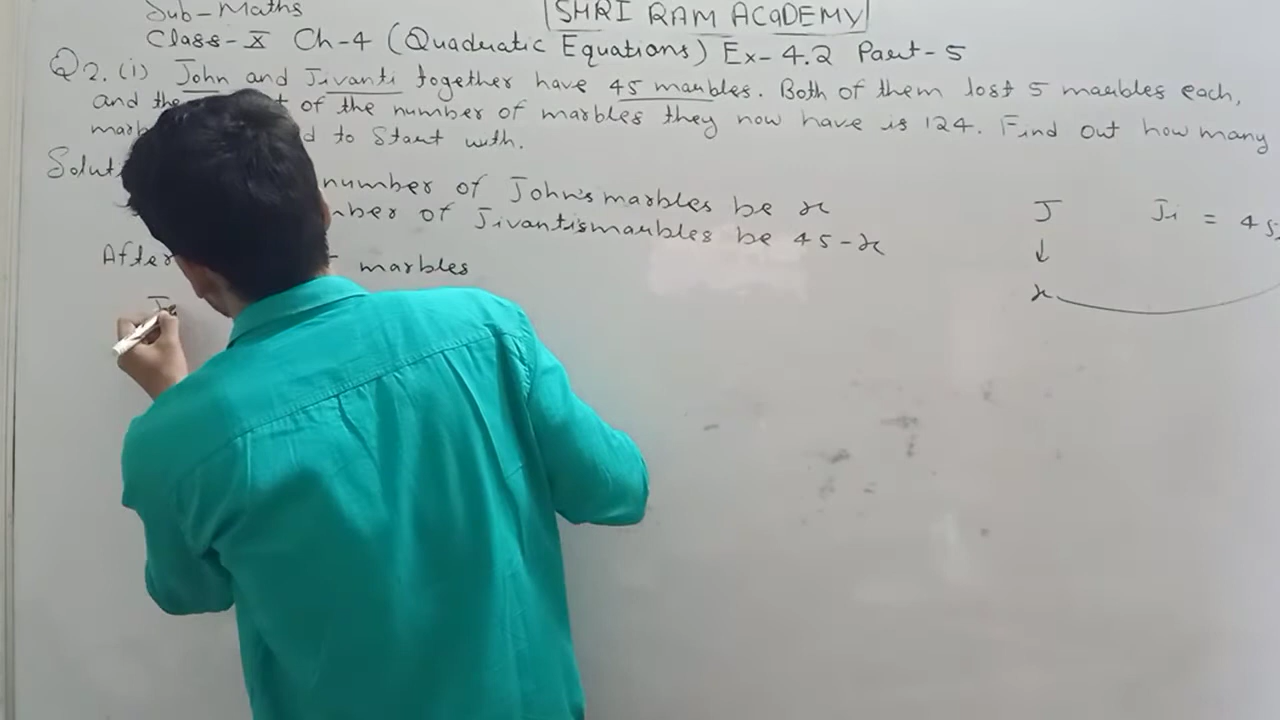 Sub-Maths
SHRI RAM ACADEMY
Class-X Ch-4 (Quadratic Equations) Ex-4.2 Part-5
Q2. (i) John and Jivanti together have 45 marbles. Both of them lost 5 marbles each,
and the of the number of marbles they now have is 124. Find out how many
to start with.
number of John's marbles be x
of Jivantis marbles be 45-x
After marbles
J
J Ji = 45
↓
x